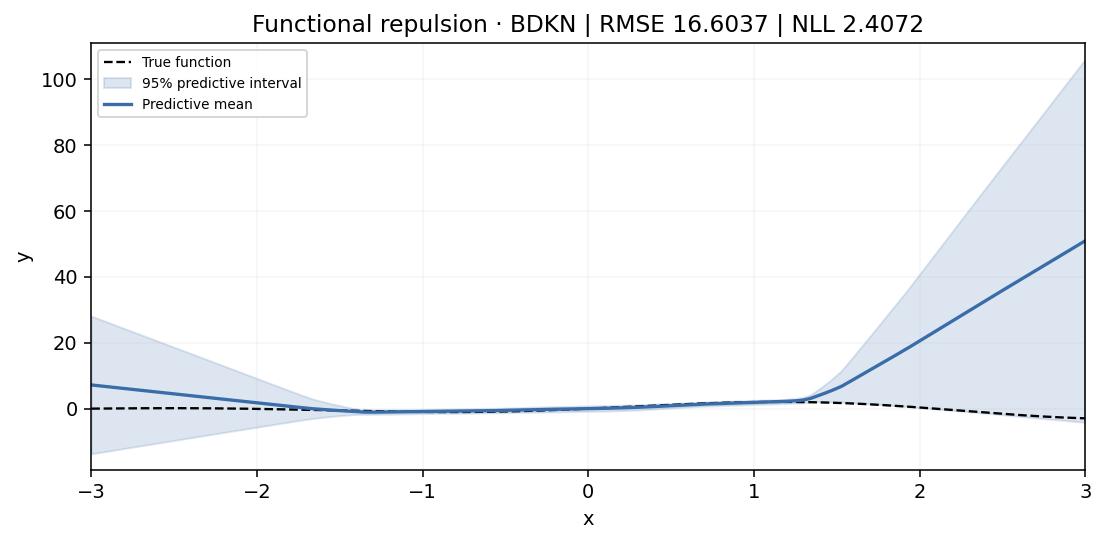 Functional repulsion · BDKN | RMSE 16.6037 | NLL 2.4072
True function
95% predictive interval
Predictive mean
100
80
60
40
20
0
y
−3
−2
−1
0
1
2
3
x